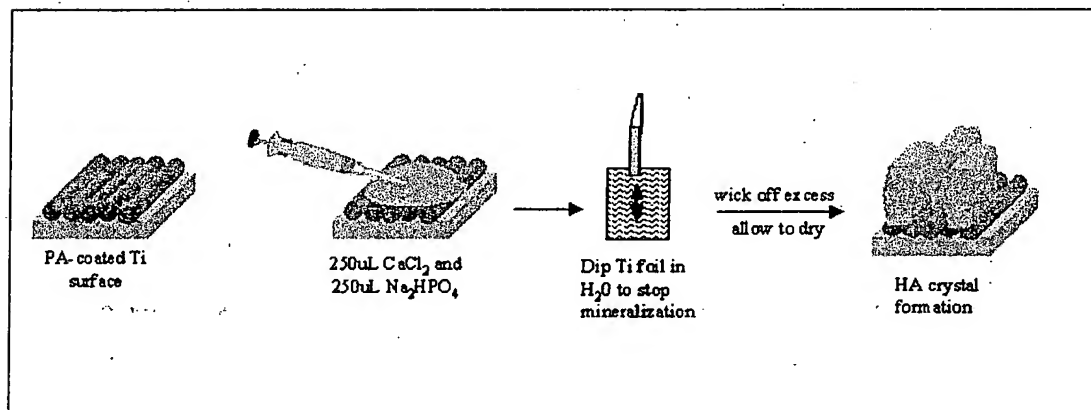 PA-coated Ti
surface
250uL CaCl₂ and
250uL Na₂HPO₄
Dip Ti foil in
H₂O to stop
mineralization
wick off excess
allow to dry
HA crystal
formation